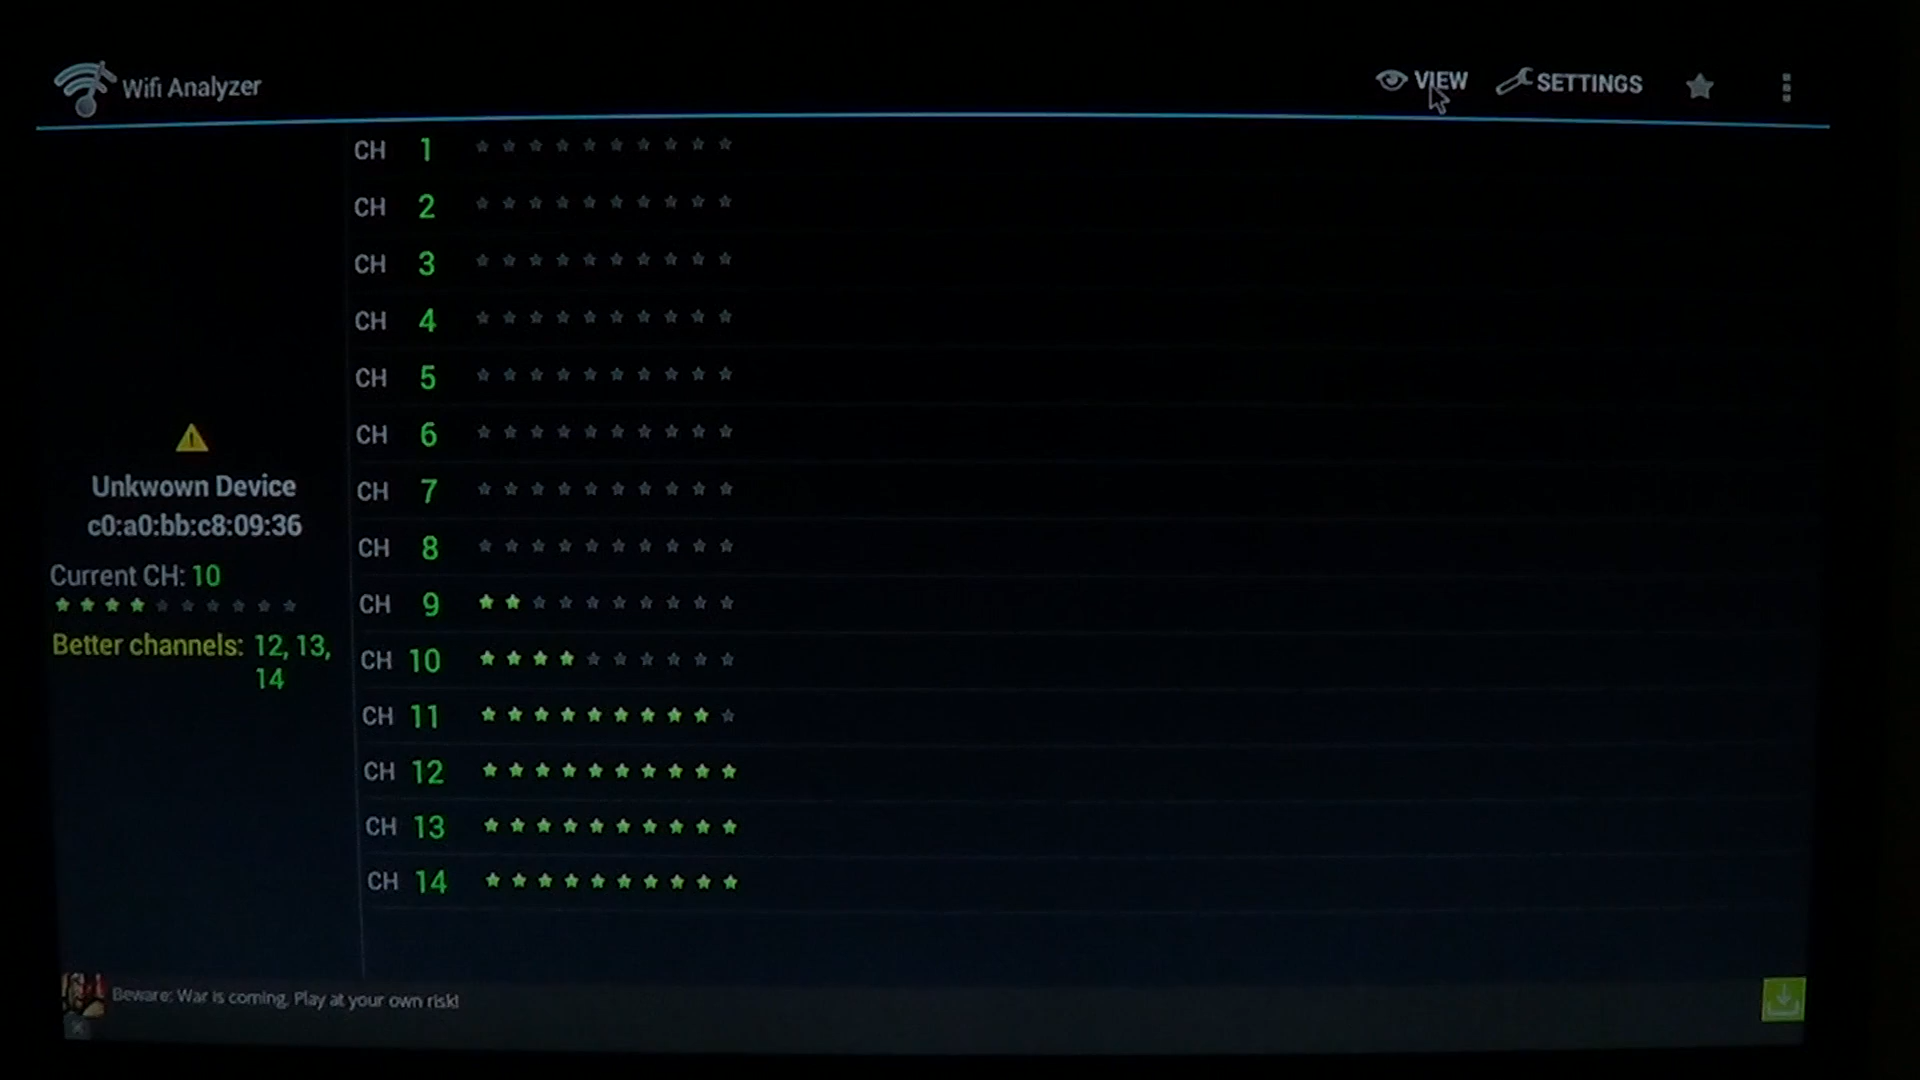 Wifi Analyzer
VIEW
SETTINGS
CH 1
CH 2
CH 3
CH 4
CH 5
CH 6
CH 7
CH 8
CH 9
CH 10
CH 11
CH 12
CH 13
CH 14
Unkwown Device
c0:a0:bb:c8:09:36
Current CH: 10
Better channels: 12, 13,
14
Beware: War is coming. Play at your own risk!